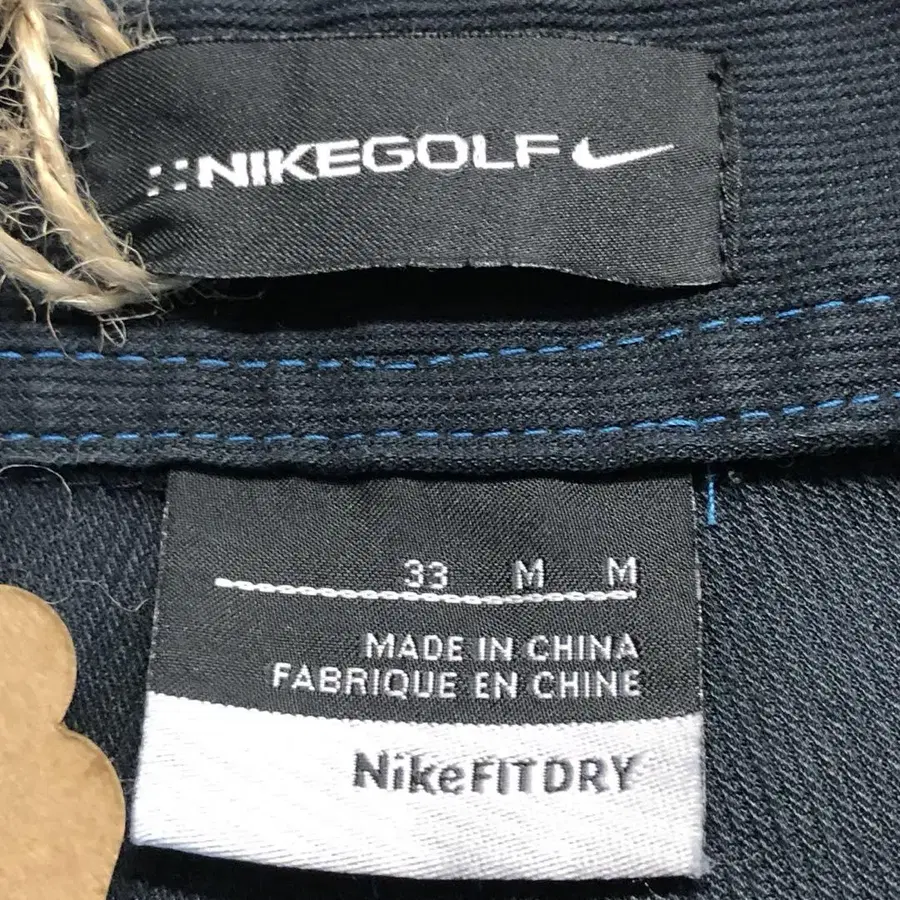 NIKEGOLF
33 M M
MADE IN CHINA
FABRIQUE EN CHINE
NikeFITDRY